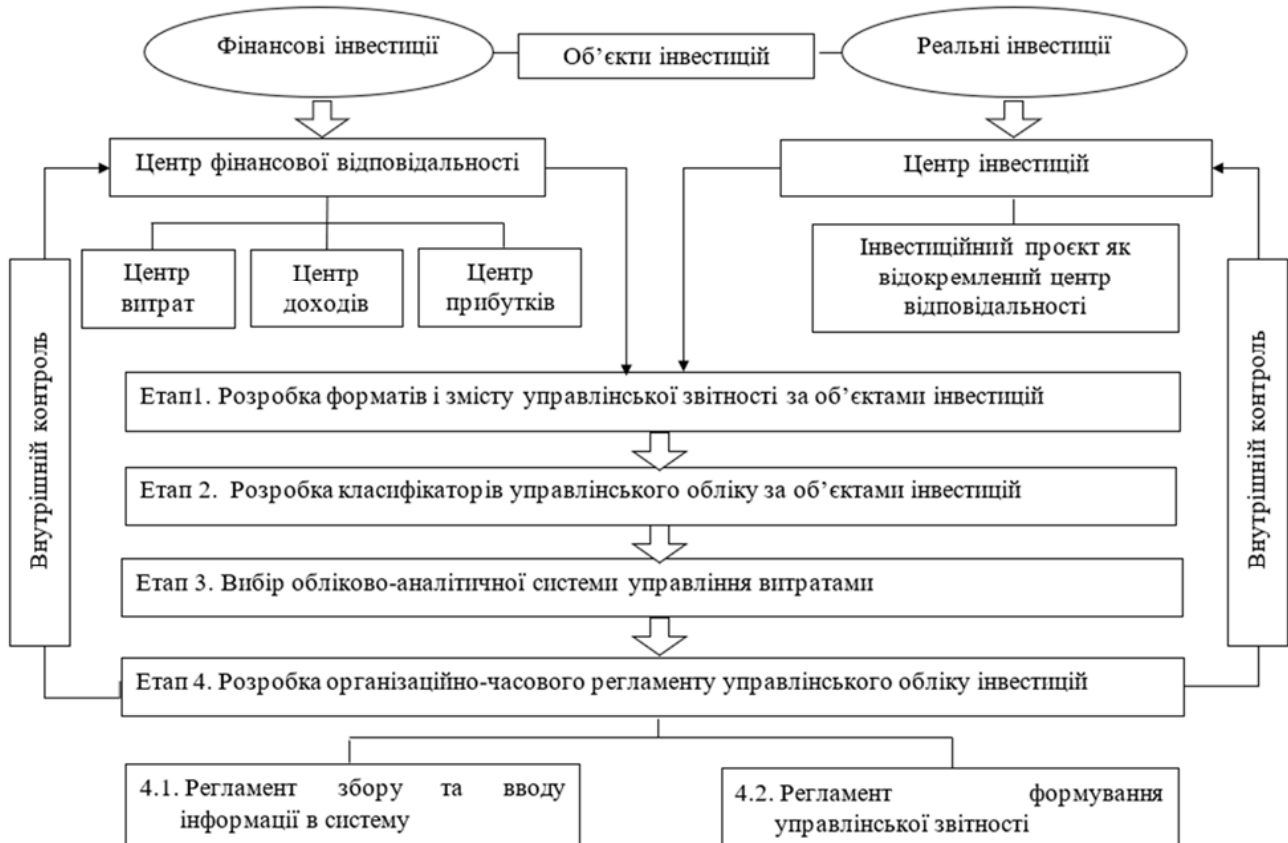 Фінансові інвестиції
Об’єкти інвестицій
Реальні інвестиції
Центр фінансової відповідальності
Центр інвестицій
Центр
витрат
Центр
доходів
Центр
прибутків
Інвестиційний проєкт як
відокремлений центр
відповідальності
Внутрішній контроль
Внутрішній контроль
Етап1. Розробка форматів і змісту управлінської звітності за об’єктами інвестицій
Етап 2. Розробка класифікаторів управлінського обліку за об’єктами інвестицій
Етап 3. Вибір обліково-аналітичної системи управління витратами
Етап 4. Розробка організаційно-часового регламенту управлінського обліку інвестицій
4.1. Регламент збору та вводу
інформації в систему
4.2. Регламент формування
управлінської звітності